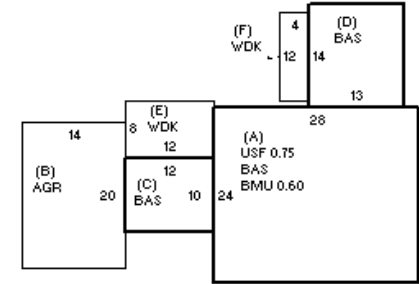 4
(F)
WDK
12
14
(D)
BAS
13
28
(E)
8 WDK
12
14
(B)
AGR
20
12
(C)
BAS
10
24
(A)
USF 0.75
BAS
BMU 0.60